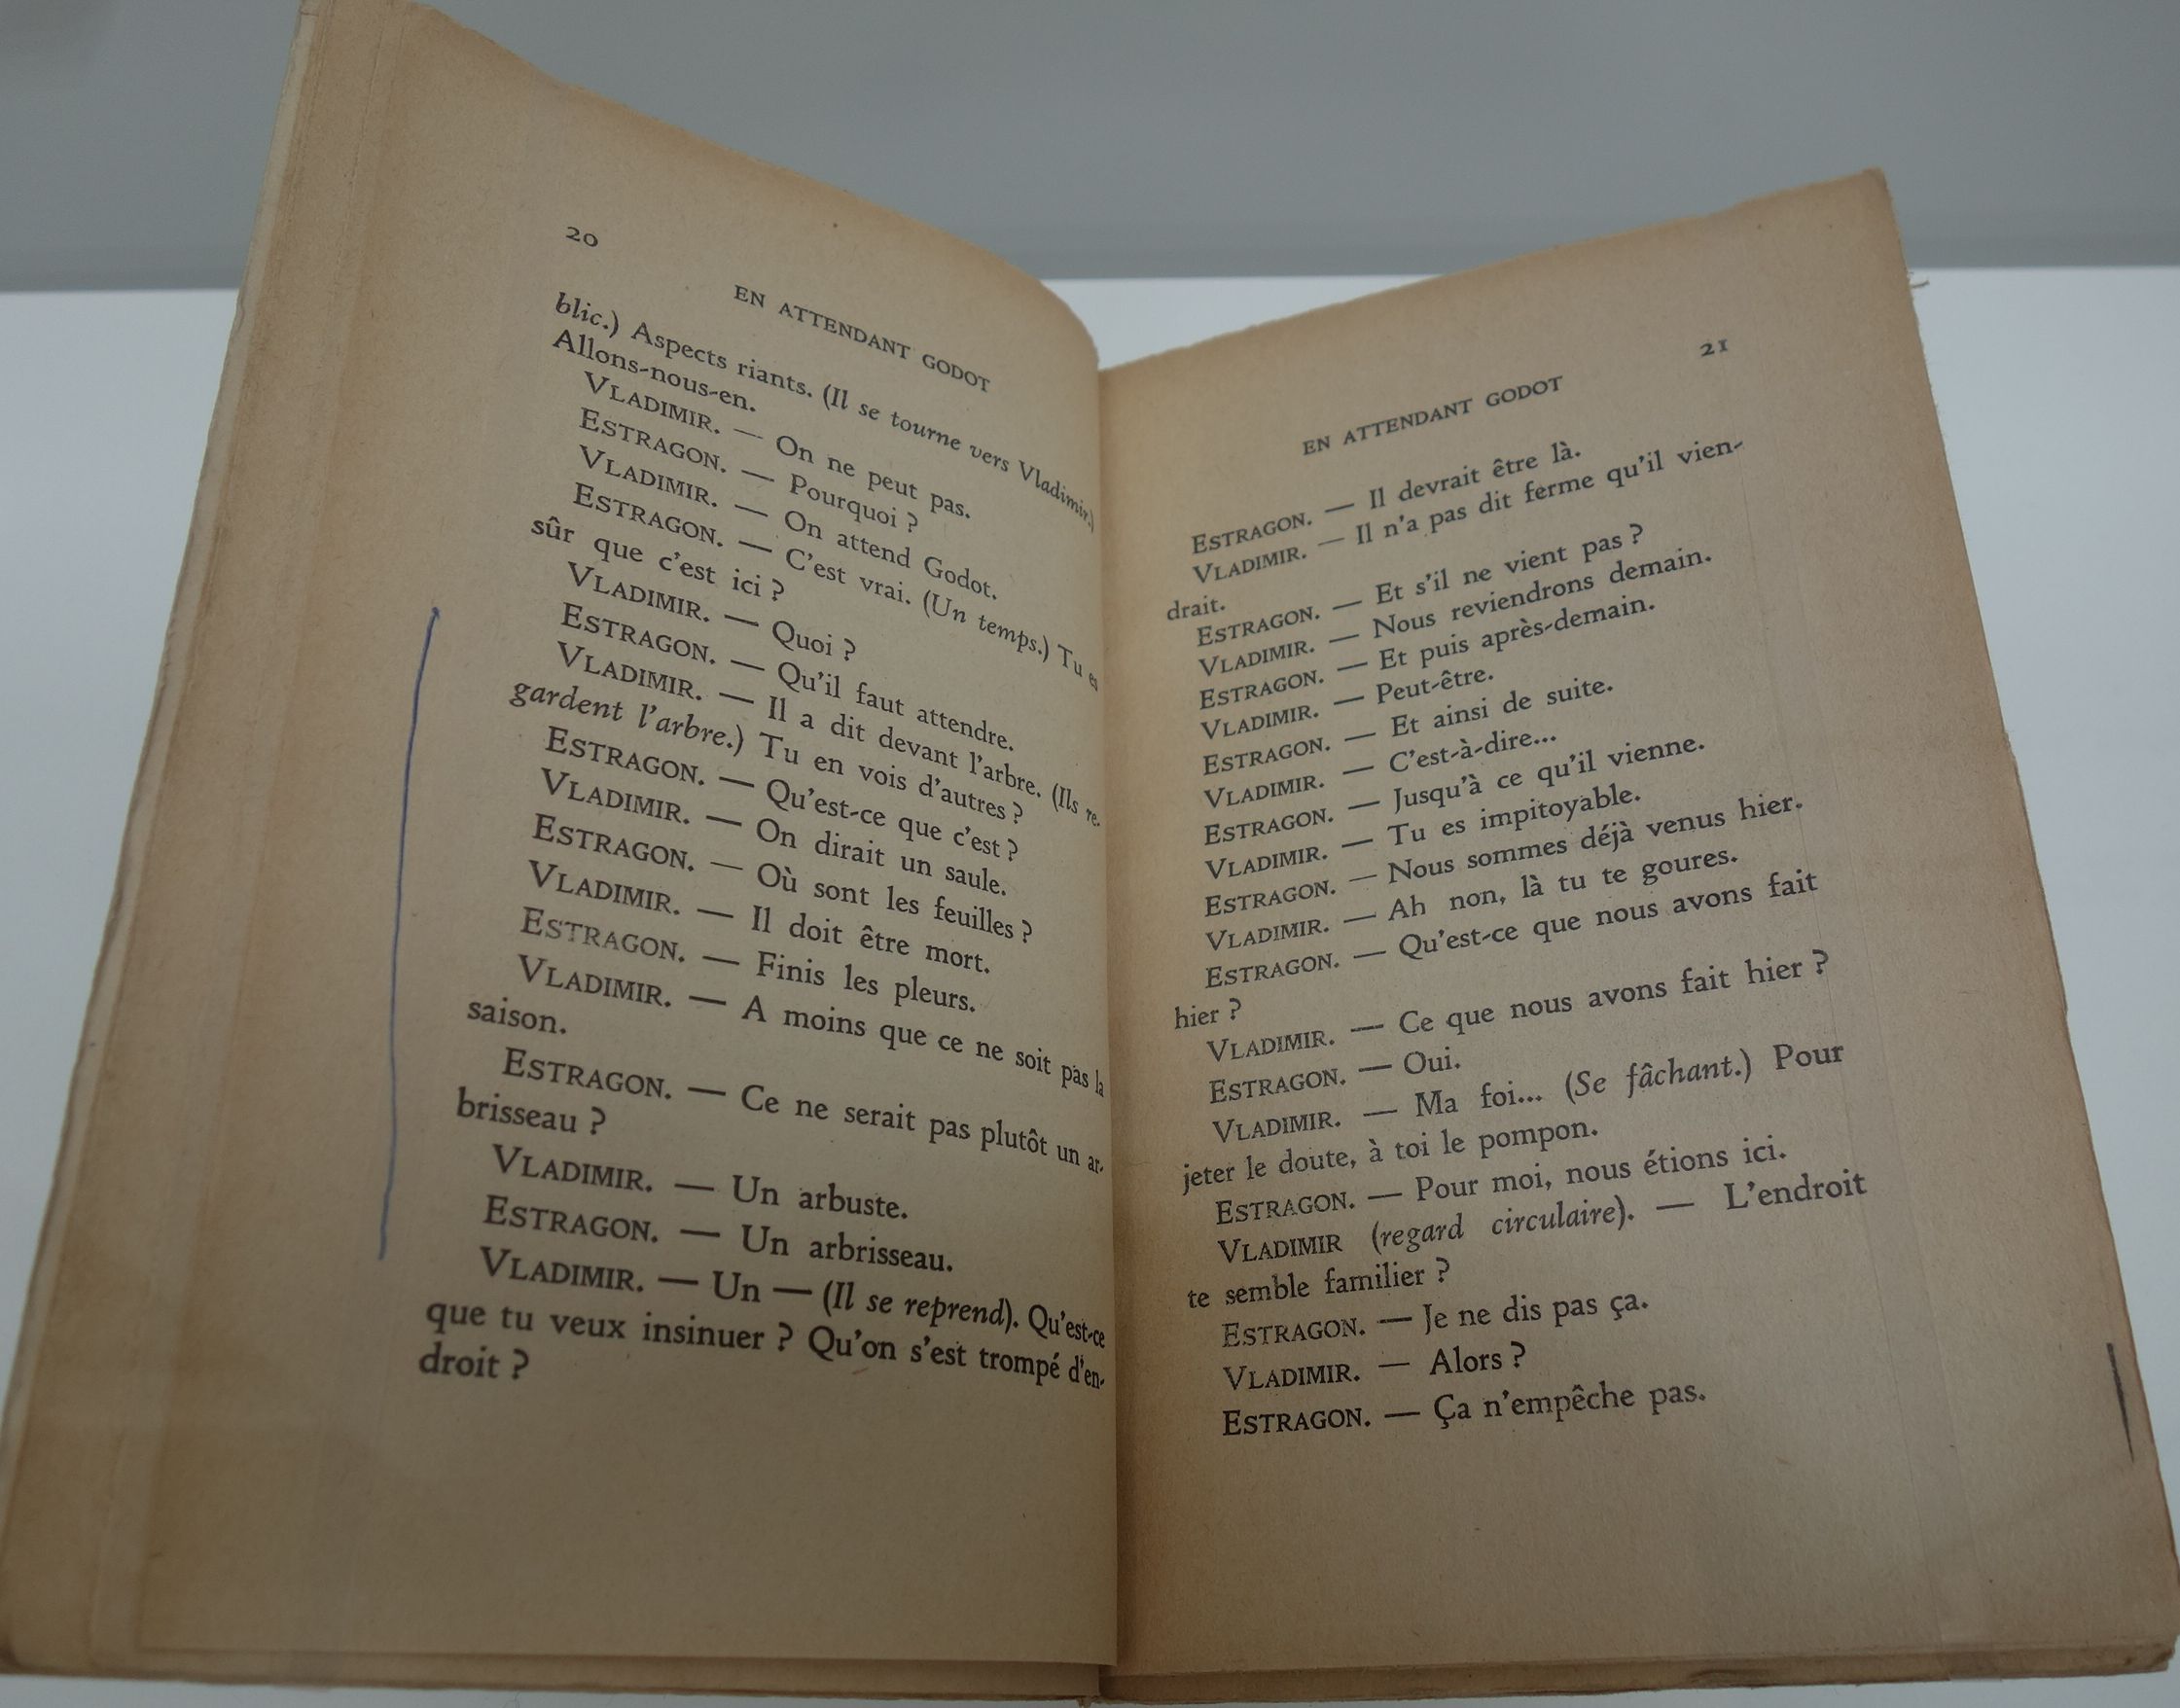 20
EN ATTENDANT GODOT
blic.) Aspects riants. (Il se tourne vers Vladimir.)
Allons-nous-en.
VLADIMIR. — On ne peut pas.
ESTRAGON. — Pourquoi ?
VLADIMIR. — On attend Godot.
ESTRAGON. — C'est vrai. (Un temps.) Tu es
sûr que c'est ici ?
VLADIMIR. — Quoi ?
ESTRAGON. — Qu'il faut attendre.
VLADIMIR. — Il a dit devant l'arbre. (Ils re-
gardent l'arbre.) Tu en vois d'autres ?
ESTRAGON. — Qu'est-ce que c'est ?
VLADIMIR. — On dirait un saule.
ESTRAGON. — Où sont les feuilles ?
VLADIMIR. — Il doit être mort.
ESTRAGON. — Finis les pleurs.
VLADIMIR. — A moins que ce ne soit pas la
saison.
ESTRAGON. — Ce ne serait pas plutôt un ar-
brisseau ?
VLADIMIR. — Un arbuste.
ESTRAGON. — Un arbrisseau.
VLADIMIR. — Un — (Il se reprend). Qu'est-ce
que tu veux insinuer ? Qu'on s'est trompé d'en-
droit ?
21
EN ATTENDANT GODOT
ESTRAGON. — Il devrait être là.
VLADIMIR. — Il n'a pas dit ferme qu'il vien-
drait.
ESTRAGON. — Et s'il ne vient pas ?
VLADIMIR. — Nous reviendrons demain.
ESTRAGON. — Et puis après-demain.
VLADIMIR. — Peut-être.
ESTRAGON. — Et ainsi de suite.
VLADIMIR. — C'est-à-dire...
ESTRAGON. — Jusqu'à ce qu'il vienne.
VLADIMIR. — Tu es impitoyable.
ESTRAGON. — Nous sommes déjà venus hier.
VLADIMIR. — Ah non, là tu te goures.
ESTRAGON. — Qu'est-ce que nous avons fait
hier ?
VLADIMIR. — Ce que nous avons fait hier ?
ESTRAGON. — Oui.
VLADIMIR. — Ma foi... (Se fâchant.) Pour
jeter le doute, à toi le pompon.
ESTRAGON. — Pour moi, nous étions ici.
VLADIMIR (regard circulaire). — L'endroit
te semble familier ?
ESTRAGON. — Je ne dis pas ça.
VLADIMIR. — Alors ?
ESTRAGON. — Ça n'empêche pas.